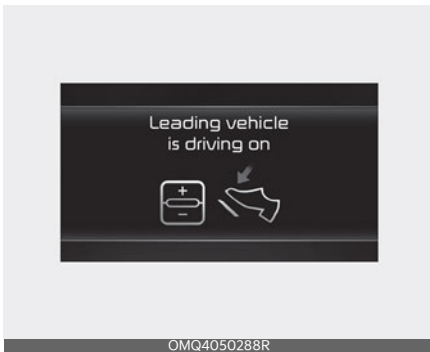 Leading vehicle
is driving on
+
−
OMQ4050288R